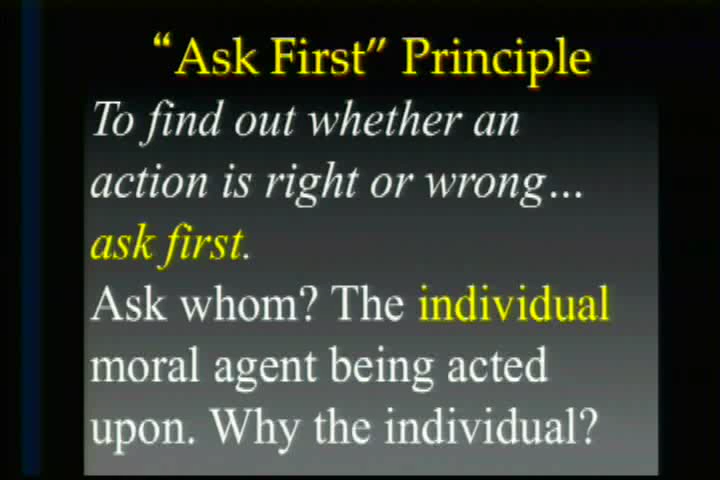 “Ask First” Principle
To find out whether an
action is right or wrong...
ask first.
Ask whom? The individual
moral agent being acted
upon. Why the individual?